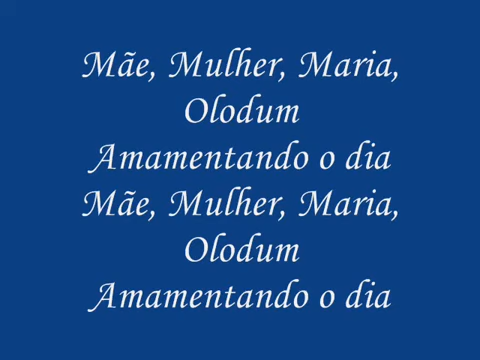 Mãe, Mulher, Maria,
Olodum
Amamentando o dia
Mãe, Mulher, Maria,
Olodum
Amamentando o dia